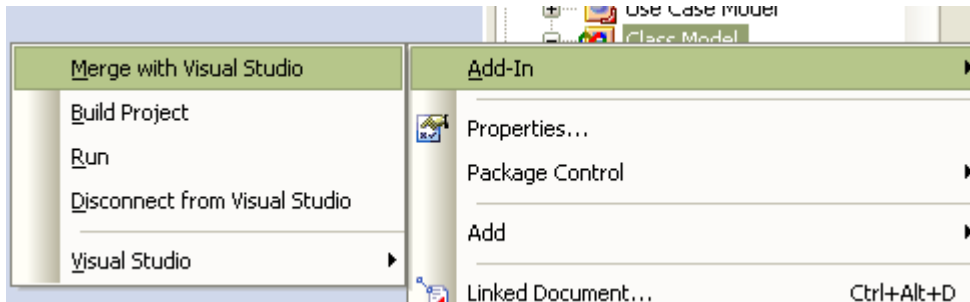 Use Case Model
Class Model
Merge with Visual Studio
Build Project
Run
Disconnect from Visual Studio
Visual Studio
Add-In
Properties...
Package Control
Add
Linked Document... Ctrl+Alt+D